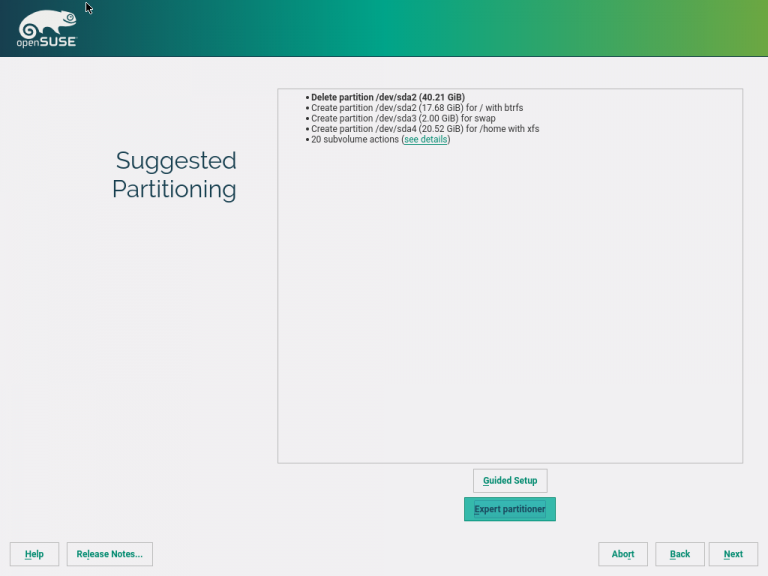 openSUSE
Suggested
Partitioning
• Delete partition /dev/sda2 (40.21 GiB)
• Create partition /dev/sda2 (17.68 GiB) for / with btrfs
• Create partition /dev/sda3 (2.00 GiB) for swap
• Create partition /dev/sda4 (20.52 GiB) for /home with xfs
• 20 subvolume actions (see details)
Guided Setup
Expert partitioner
Help
Release Notes...
Abort
Back
Next